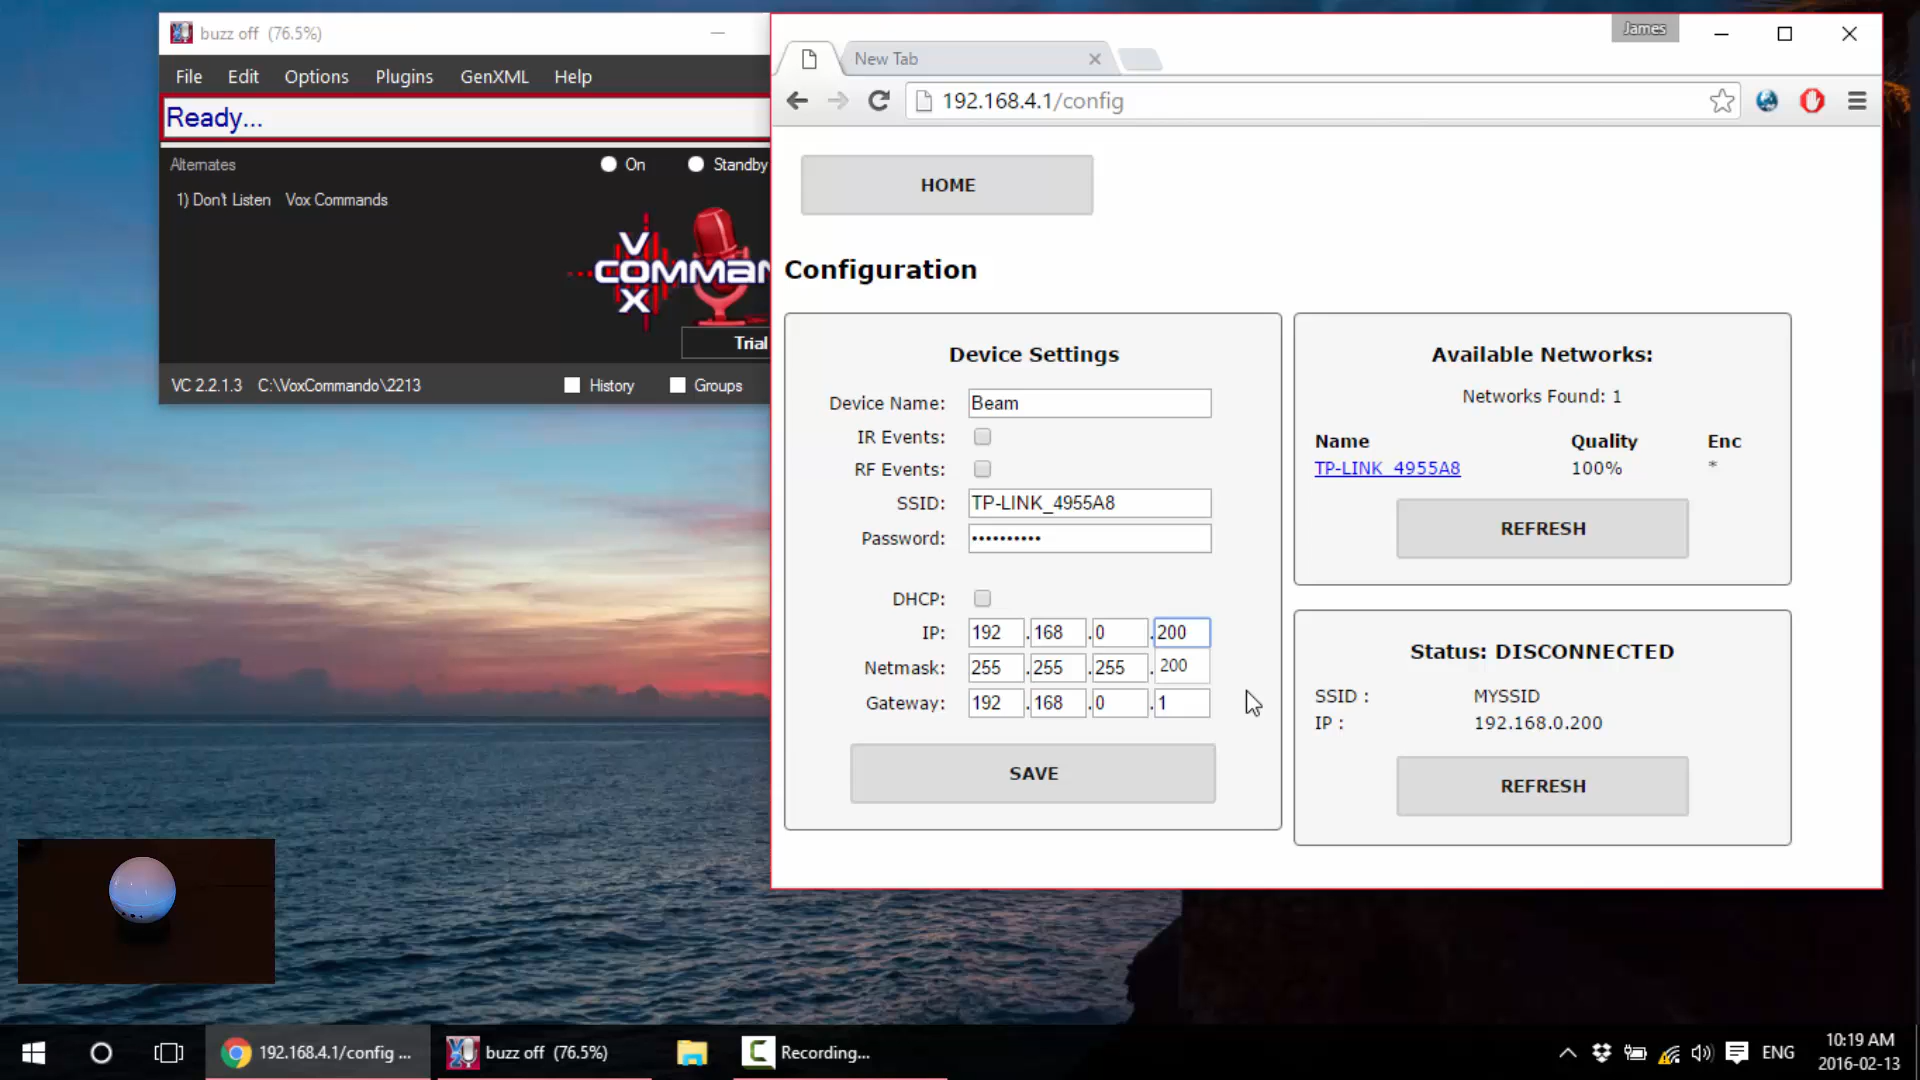 buzz off (76.5%)
File Edit Options Plugins GenXML Help
Ready...
Alternates
On Standby
1) Don't Listen Vox Commands
VOX
COMMAN
Trial
VC 2.2.1.3 C:\VoxCommando\2213
History Groups
James
New Tab
192.168.4.1/config
HOME
Configuration
Device Settings
Device Name: Beam
IR Events:
RF Events:
SSID: TP-LINK_4955A8
Password: ••••••••••
DHCP:
IP: 192 . 168 . 0 . 200
Netmask: 255 . 255 . 255 . 200
Gateway: 192 . 168 . 0 . 1
SAVE
Available Networks:
Networks Found: 1
Name Quality Enc
TP-LINK_4955A8 100% *
REFRESH
Status: DISCONNECTED
SSID : MYSSID
IP : 192.168.0.200
REFRESH
192.168.4.1/config ...
buzz off (76.5%)
Recording...
ENG
10:19 AM
2016-02-13